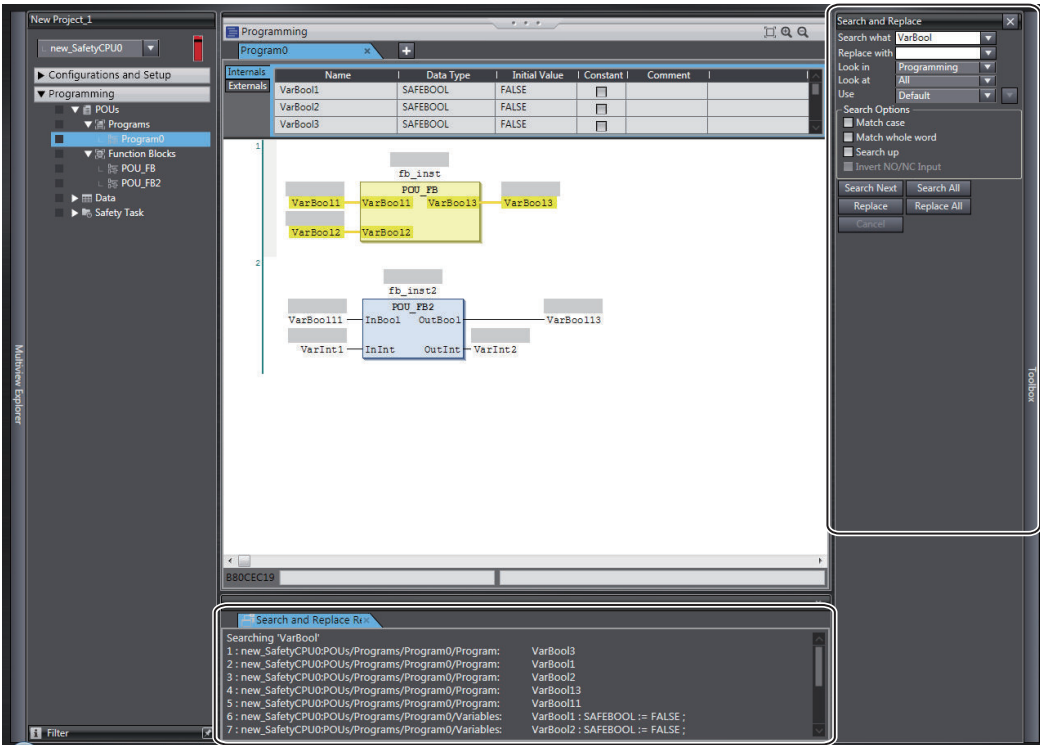 New Project_1
new_SafetyCPU0
Configurations and Setup
Programming
POUs
Programs
Program0
Function Blocks
POU_FB
POU_FB2
Data
Safety Task
Multiview Explorer
Filter
Programming
Program0
Internals
Externals
Name Data Type Initial Value Constant Comment
VarBool1 SAFEBOOL FALSE
VarBool2 SAFEBOOL FALSE
VarBool3 SAFEBOOL FALSE
1
fb_inst
POU_FB
VarBool1 VarBool1 VarBool3 VarBool3
VarBool2 VarBool2
2
fb_inst2
POU_FB2
VarBool11 InBool OutBool VarBool13
VarInt1 InInt OutInt VarInt2
B80CEC19
Search and Replace Re
Searching 'VarBool'
1 : new_SafetyCPU0:POUs/Programs/Program0/Program: VarBool3
2 : new_SafetyCPU0:POUs/Programs/Program0/Program: VarBool1
3 : new_SafetyCPU0:POUs/Programs/Program0/Program: VarBool2
4 : new_SafetyCPU0:POUs/Programs/Program0/Program: VarBool13
5 : new_SafetyCPU0:POUs/Programs/Program0/Program: VarBool11
6 : new_SafetyCPU0:POUs/Programs/Program0/Variables: VarBool1 : SAFEBOOL := FALSE ;
7 : new_SafetyCPU0:POUs/Programs/Program0/Variables: VarBool2 : SAFEBOOL := FALSE ;
Search and Replace
Search what VarBool
Replace with
Look in Programming
Look at All
Use Default
Search Options
Match case
Match whole word
Search up
Invert NO/NC Input
Search Next Search All
Replace Replace All
Cancel
Toolbox